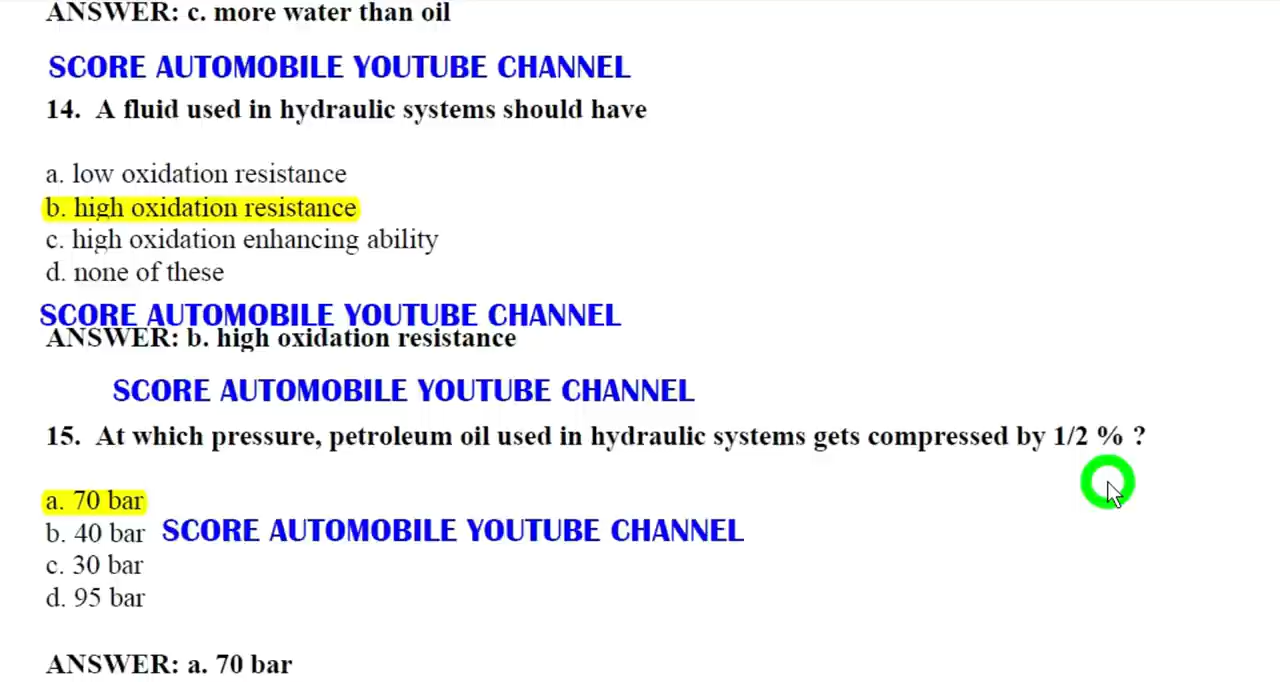 ANSWER: c. more water than oil
SCORE AUTOMOBILE YOUTUBE CHANNEL
14. A fluid used in hydraulic systems should have
a. low oxidation resistance
b. high oxidation resistance
c. high oxidation enhancing ability
d. none of these
SCORE AUTOMOBILE YOUTUBE CHANNEL
ANSWER: b. high oxidation resistance
SCORE AUTOMOBILE YOUTUBE CHANNEL
15. At which pressure, petroleum oil used in hydraulic systems gets compressed by 1/2 % ?
a. 70 bar
b. 40 bar SCORE AUTOMOBILE YOUTUBE CHANNEL
c. 30 bar
d. 95 bar
ANSWER: a. 70 bar